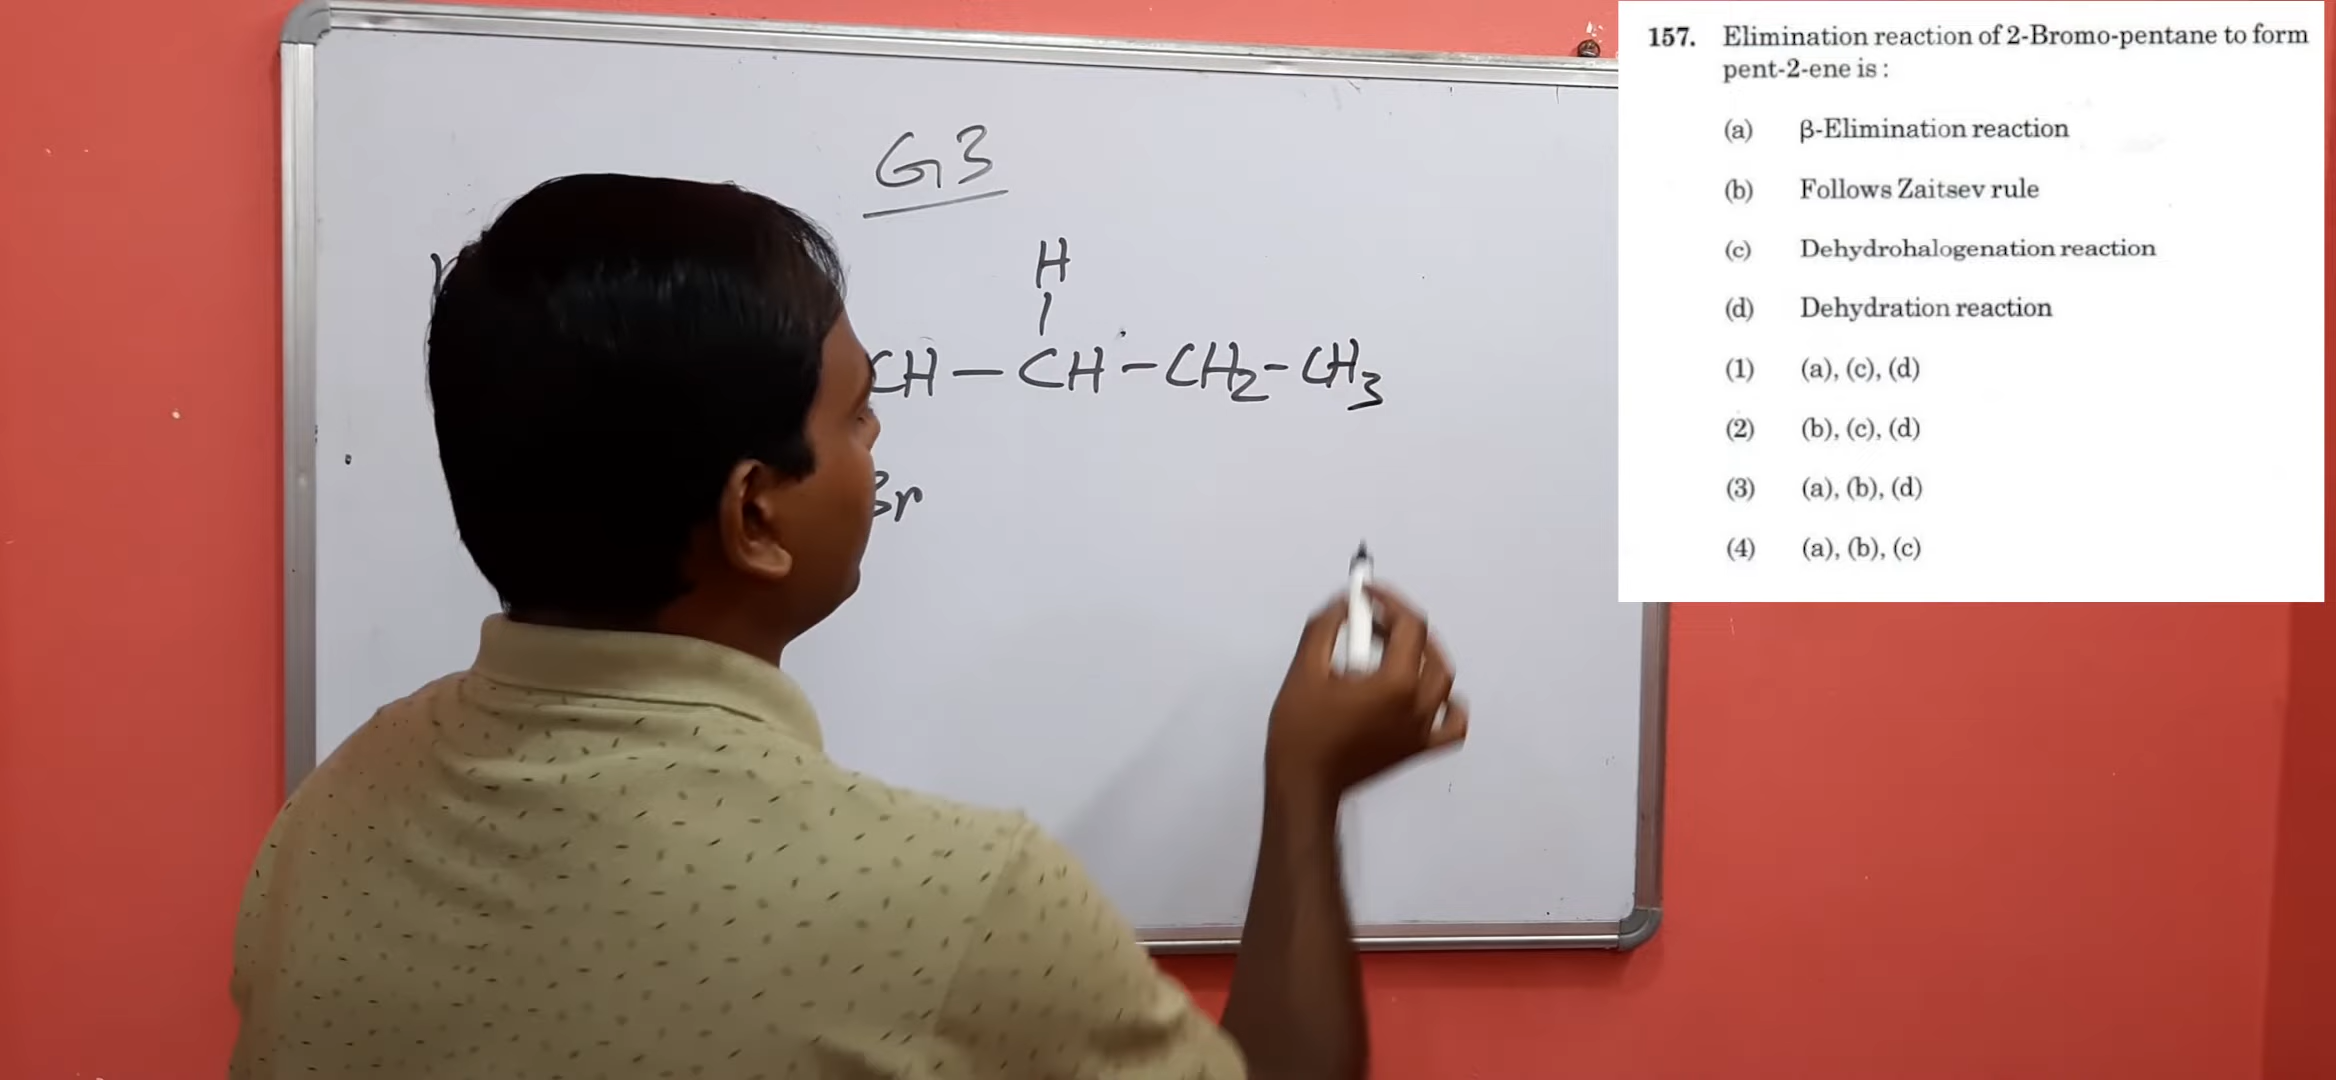 G3
H
CH – CH – CH2 – CH3
Br
157. Elimination reaction of 2-Bromo-pentane to form
pent-2-ene is :
(a) β-Elimination reaction
(b) Follows Zaitsev rule
(c) Dehydrohalogenation reaction
(d) Dehydration reaction
(1) (a), (c), (d)
(2) (b), (c), (d)
(3) (a), (b), (d)
(4) (a), (b), (c)